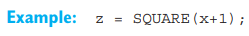 Example: z = SQUARE(x+1);